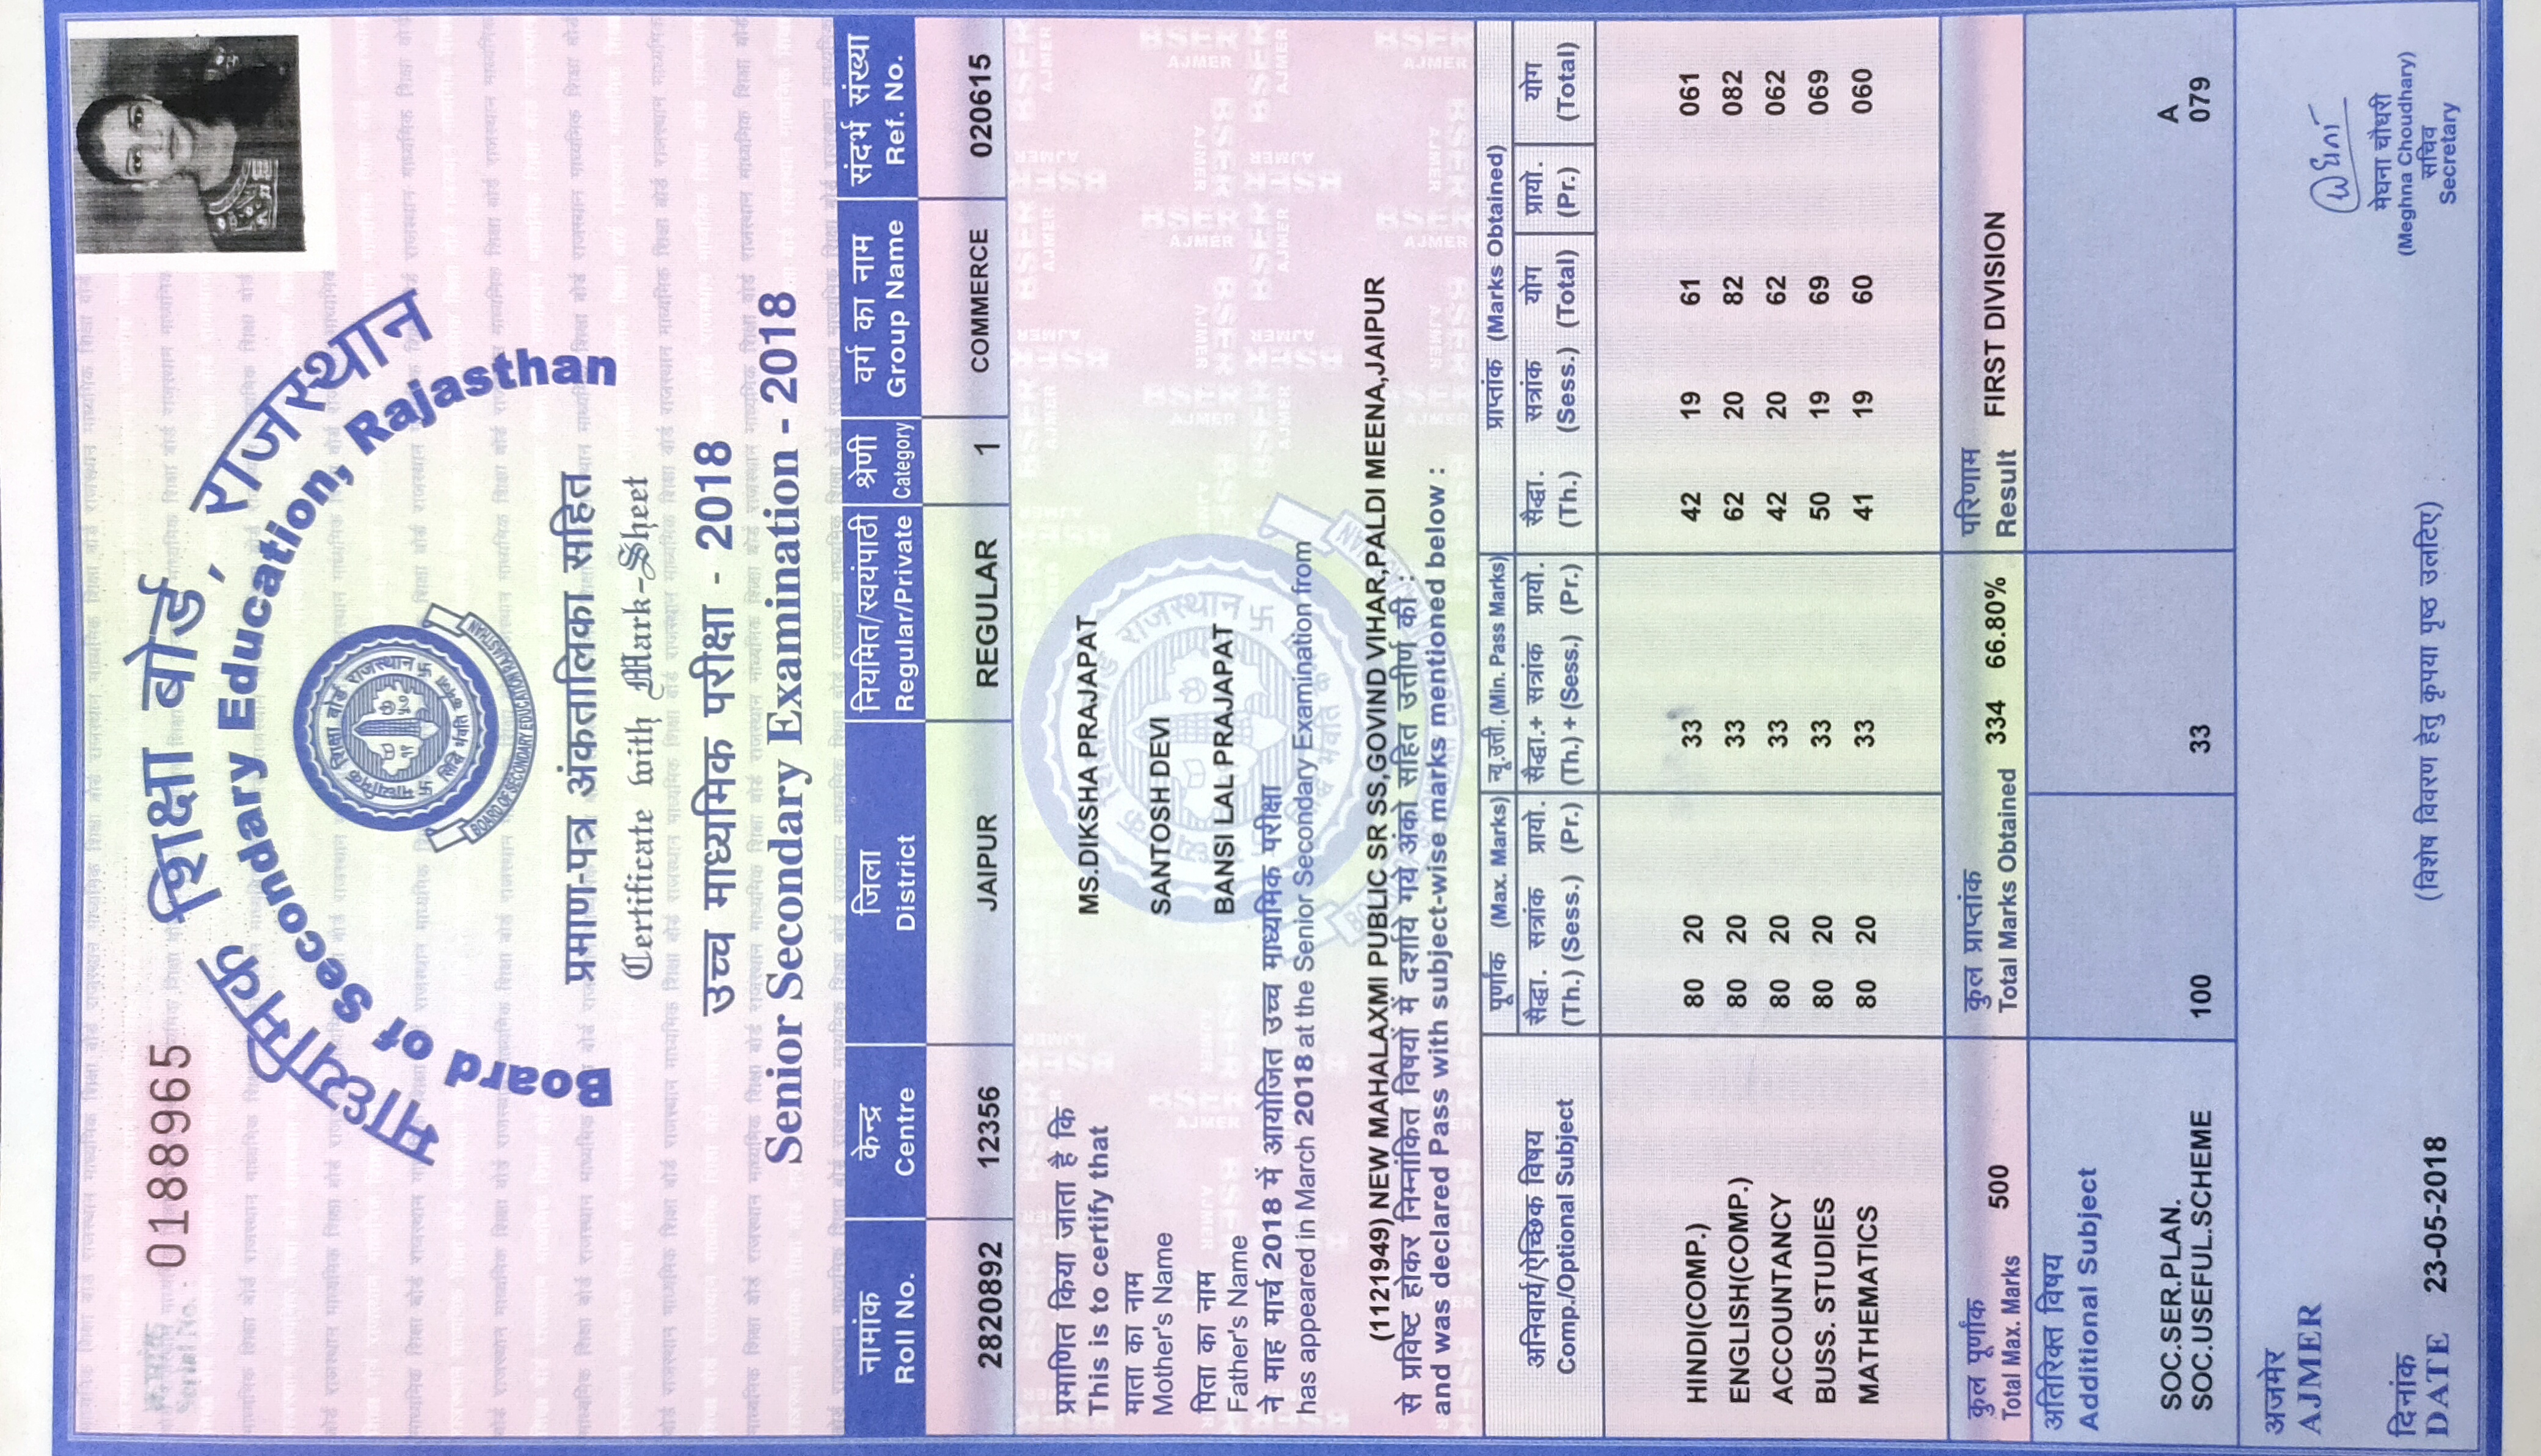 क्रमांक
Serial No. 0188965
माध्यमिक शिक्षा बोर्ड, राजस्थान
Board of Secondary Education, Rajasthan
माध्यमिक शिक्षा बोर्ड राजस्थान
सिद्धि र्भवति कर्मजा
BOARD OF SECONDARY EDUCATION RAJASTHAN
प्रमाण-पत्र अंकतालिका सहित
Certificate with Mark-Sheet
उच्च माध्यमिक परीक्षा - 2018
Senior Secondary Examination - 2018
नामांक केन्द्र जिला नियमित/स्वयंपाठी श्रेणी वर्ग का नाम संदर्भ संख्या
Roll No. Centre District Regular/Private Category Group Name Ref. No.
2820892 12356 JAIPUR REGULAR 1 COMMERCE 020615
प्रमाणित किया जाता है कि
This is to certify that MS.DIKSHA PRAJAPAT
माता का नाम
Mother's Name SANTOSH DEVI
पिता का नाम
Father's Name BANSI LAL PRAJAPAT
ने माह मार्च 2018 में आयोजित उच्च माध्यमिक परीक्षा
has appeared in March 2018 at the Senior Secondary Examination from
(1121949) NEW MAHALAXMI PUBLIC SR SS,GOVIND VIHAR,PALDI MEENA,JAIPUR
से प्रविष्ट होकर निम्नांकित विषयों में दर्शाये गये अंकों सहित उत्तीर्ण की :
and was declared Pass with subject-wise marks mentioned below :
अनिवार्य/ऐच्छिक विषय पूर्णांक (Max. Marks) न्यू.उत्ती. (Min. Pass Marks) प्राप्तांक (Marks Obtained)
सैद्धा. सत्रांक प्रायो. सैद्धा.+ सत्रांक प्रायो. सैद्धा. सत्रांक योग प्रायो. योग
Comp./Optional Subject (Th.) (Sess.) (Pr.) (Th.) + (Sess.) (Pr.) (Th.) (Sess.) (Total) (Pr.) (Total)
HINDI(COMP.) 80 20 33 42 19 61 061
ENGLISH(COMP.) 80 20 33 62 20 82 082
ACCOUNTANCY 80 20 33 42 20 62 062
BUSS. STUDIES 80 20 33 50 19 69 069
MATHEMATICS 80 20 33 41 19 60 060
कुल पूर्णांक कुल प्राप्तांक परिणाम
Total Max. Marks 500 Total Marks Obtained 334 66.80% Result FIRST DIVISION
अतिरिक्त विषय
Additional Subject
SOC.SER.PLAN. A
SOC.USEFUL.SCHEME 100 33 079
अजमेर
AJMER
मेघना चौधरी
(Meghna Choudhary)
सचिव
Secretary
दिनांक
DATE 23-05-2018
(विशेष विवरण हेतु कृपया पृष्ठ उलटिए)